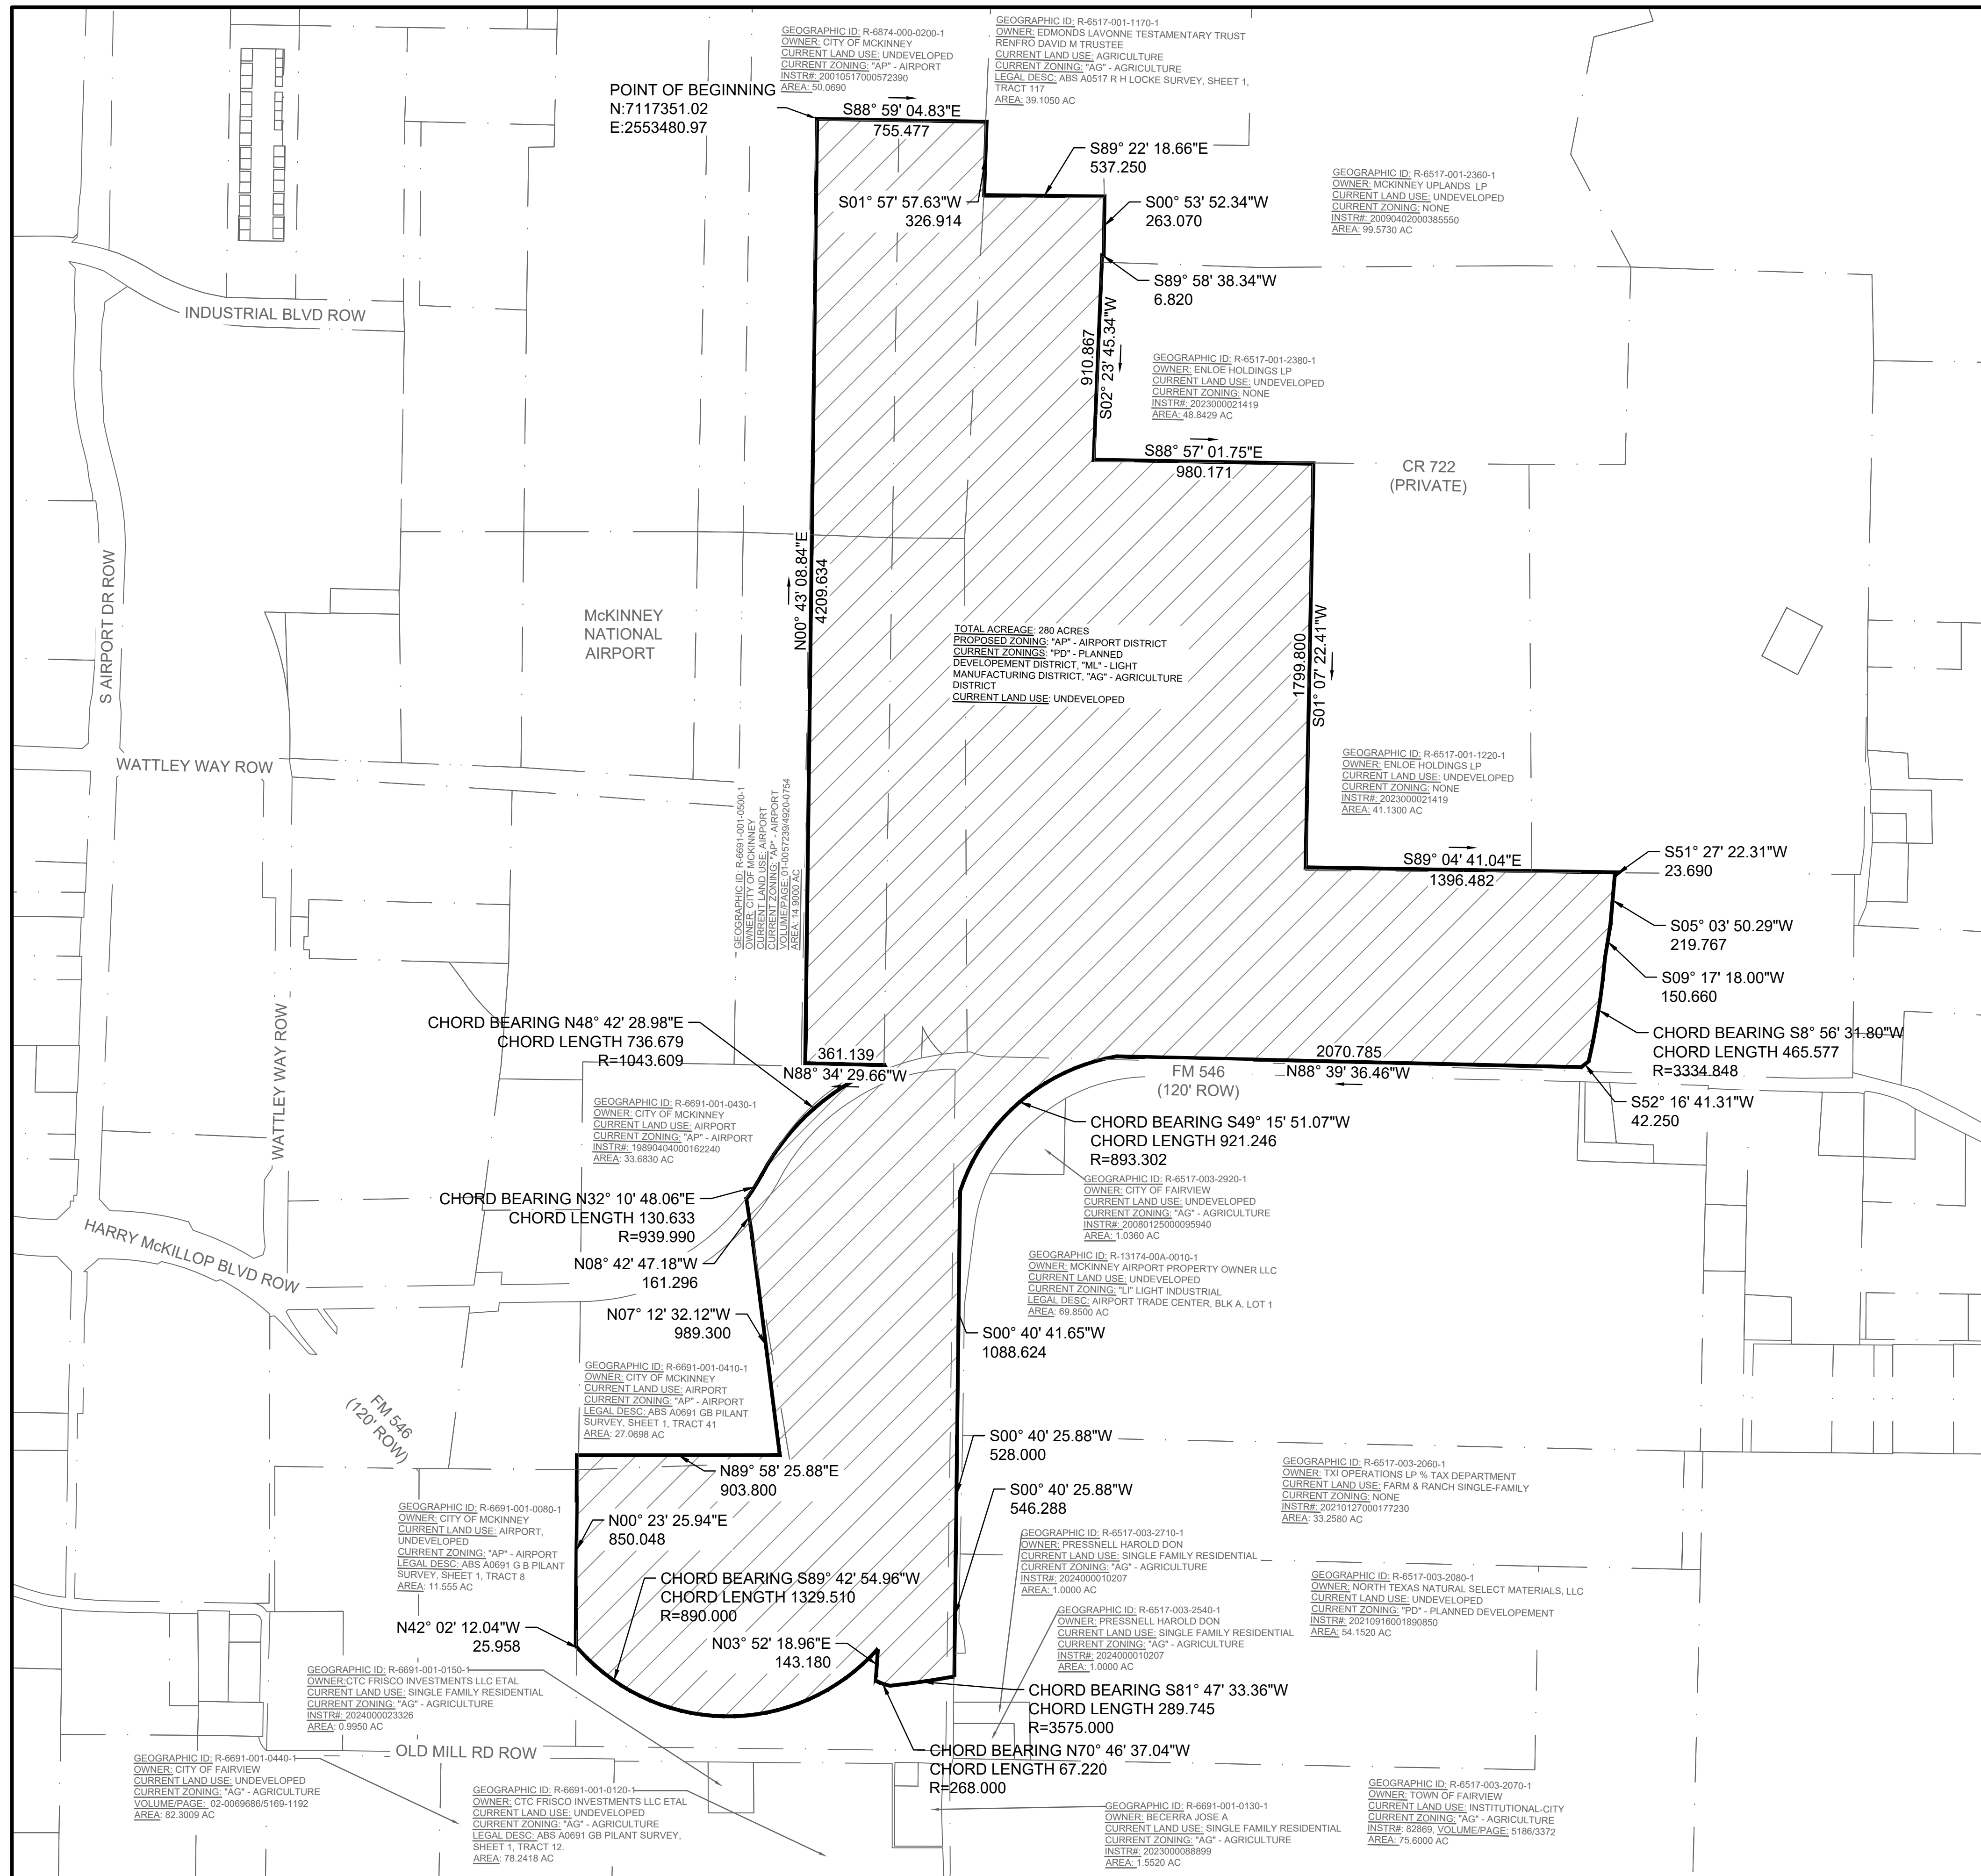 GEOGRAPHIC ID: R-6874-000-0200-1
OWNER: CITY OF MCKINNEY
CURRENT LAND USE: UNDEVELOPED
CURRENT ZONING: "AP" - AIRPORT
INSTR#: 20010517000572390
AREA: 50.0690
GEOGRAPHIC ID: R-6517-001-1170-1
OWNER: EDMONDS LAVONNE TESTAMENTARY TRUST
RENFRO DAVID M TRUSTEE
CURRENT LAND USE: AGRICULTURE
CURRENT ZONING: "AG" - AGRICULTURE
LEGAL DESC: ABS A0517 R H LOCKE SURVEY, SHEET 1,
TRACT 117
AREA: 39.1050 AC
POINT OF BEGINNING
N:7117351.02
E:2553480.97
S88° 59' 04.83"E
755.477
S89° 22' 18.66"E
537.250
S01° 57' 57.63"W
326.914
S00° 53' 52.34"W
263.070
GEOGRAPHIC ID: R-6517-001-2360-1
OWNER: MCKINNEY UPLANDS LP
CURRENT LAND USE: UNDEVELOPED
CURRENT ZONING: NONE
INSTR#: 20090402000385550
AREA: 99.5730 AC
S89° 58' 38.34"W
6.820
INDUSTRIAL BLVD ROW
910.867
S02° 23' 45.34"W
GEOGRAPHIC ID: R-6517-001-2380-1
OWNER: ENLOE HOLDINGS LP
CURRENT LAND USE: UNDEVELOPED
CURRENT ZONING: NONE
INSTR#: 2023000021419
AREA: 48.8429 AC
S88° 57' 01.75"E
980.171
CR 722
(PRIVATE)
S AIRPORT DR ROW
McKINNEY
NATIONAL
AIRPORT
N00° 43' 08.84"E
4209.634
TOTAL ACREAGE: 280 ACRES
PROPOSED ZONING: "AP" - AIRPORT DISTRICT
CURRENT ZONINGS: "PD" - PLANNED
DEVELOPEMENT DISTRICT, "ML" - LIGHT
MANUFACTURING DISTRICT, "AG" - AGRICULTURE
DISTRICT
CURRENT LAND USE: UNDEVELOPED
1799.800
S01° 07' 22.41"W
WATTLEY WAY ROW
GEOGRAPHIC ID: R-6691-001-0500-1
OWNER: CITY OF MCKINNEY
CURRENT LAND USE: AIRPORT
CURRENT ZONING: "AP" - AIRPORT
VOLUME/PAGE: 01-0057239/4920-0754
AREA: 14.9000 AC
GEOGRAPHIC ID: R-6517-001-1220-1
OWNER: ENLOE HOLDINGS LP
CURRENT LAND USE: UNDEVELOPED
CURRENT ZONING: NONE
INSTR#: 2023000021419
AREA: 41.1300 AC
S89° 04' 41.04"E
1396.482
S51° 27' 22.31"W
23.690
S05° 03' 50.29"W
219.767
S09° 17' 18.00"W
150.660
CHORD BEARING S8° 56' 31.80"W
CHORD LENGTH 465.577
R=3334.848
WATTLEY WAY ROW
CHORD BEARING N48° 42' 28.98"E
CHORD LENGTH 736.679
R=1043.609
361.139
N88° 34' 29.66"W
2070.785
N88° 39' 36.46"W
FM 546
(120' ROW)
S52° 16' 41.31"W
42.250
GEOGRAPHIC ID: R-6691-001-0430-1
OWNER: CITY OF MCKINNEY
CURRENT LAND USE: AIRPORT
CURRENT ZONING: "AP" - AIRPORT
INSTR#: 19890404000162240
AREA: 33.6830 AC
CHORD BEARING S49° 15' 51.07"W
CHORD LENGTH 921.246
R=893.302
GEOGRAPHIC ID: R-6517-003-2920-1
OWNER: CITY OF FAIRVIEW
CURRENT LAND USE: UNDEVELOPED
CURRENT ZONING: "AG" - AGRICULTURE
INSTR#: 20080125000095940
AREA: 1.0360 AC
CHORD BEARING N32° 10' 48.06"E
CHORD LENGTH 130.633
R=939.990
HARRY McKILLOP BLVD ROW
N08° 42' 47.18"W
161.296
GEOGRAPHIC ID: R-13174-00A-0010-1
OWNER: MCKINNEY AIRPORT PROPERTY OWNER LLC
CURRENT LAND USE: UNDEVELOPED
CURRENT ZONING: "LI" LIGHT INDUSTRIAL
LEGAL DESC: AIRPORT TRADE CENTER, BLK A, LOT 1
AREA: 69.8500 AC
N07° 12' 32.12"W
989.300
S00° 40' 41.65"W
1088.624
GEOGRAPHIC ID: R-6691-001-0410-1
OWNER: CITY OF MCKINNEY
CURRENT LAND USE: AIRPORT
CURRENT ZONING: "AP" - AIRPORT
LEGAL DESC: ABS A0691 GB PILANT
SURVEY, SHEET 1, TRACT 41
AREA: 27.0698 AC
FM 546
(120' ROW)
S00° 40' 25.88"W
528.000
N89° 58' 25.88"E
903.800
S00° 40' 25.88"W
546.288
GEOGRAPHIC ID: R-6517-003-2060-1
OWNER: TXI OPERATIONS LP % TAX DEPARTMENT
CURRENT LAND USE: FARM & RANCH SINGLE-FAMILY
CURRENT ZONING: NONE
INSTR#: 20210127000177230
AREA: 33.2580 AC
GEOGRAPHIC ID: R-6691-001-0080-1
OWNER: CITY OF MCKINNEY
CURRENT LAND USE: AIRPORT,
UNDEVELOPED
CURRENT ZONING: "AP" - AIRPORT
LEGAL DESC: ABS A0691 G B PILANT
SURVEY, SHEET 1, TRACT 8
AREA: 11.555 AC
N00° 23' 25.94"E
850.048
GEOGRAPHIC ID: R-6517-003-2710-1
OWNER: PRESSNELL HAROLD DON
CURRENT LAND USE: SINGLE FAMILY RESIDENTIAL
CURRENT ZONING: "AG" - AGRICULTURE
INSTR#: 2024000010207
AREA: 1.0000 AC
CHORD BEARING S89° 42' 54.96"W
CHORD LENGTH 1329.510
R=890.000
GEOGRAPHIC ID: R-6517-003-2080-1
OWNER: NORTH TEXAS NATURAL SELECT MATERIALS, LLC
CURRENT LAND USE: UNDEVELOPED
CURRENT ZONING: "PD" - PLANNED DEVELOPEMENT
INSTR#: 20210916001890850
AREA: 54.1520 AC
GEOGRAPHIC ID: R-6517-003-2540-1
OWNER: PRESSNELL HAROLD DON
CURRENT LAND USE: SINGLE FAMILY RESIDENTIAL
CURRENT ZONING: "AG" - AGRICULTURE
INSTR#: 2024000010207
AREA: 1.0000 AC
N42° 02' 12.04"W
25.958
N03° 52' 18.96"E
143.180
GEOGRAPHIC ID: R-6691-001-0150-1
OWNER:CTC FRISCO INVESTMENTS LLC ETAL
CURRENT LAND USE: SINGLE FAMILY RESIDENTIAL
CURRENT ZONING: "AG" - AGRICULTURE
INSTR#: 2024000023326
AREA: 0.9950 AC
CHORD BEARING S81° 47' 33.36"W
CHORD LENGTH 289.745
R=3575.000
OLD MILL RD ROW
CHORD BEARING N70° 46' 37.04"W
CHORD LENGTH 67.220
R=268.000
GEOGRAPHIC ID: R-6691-001-0440-1
OWNER: CITY OF FAIRVIEW
CURRENT LAND USE: UNDEVELOPED
CURRENT ZONING: "AG" - AGRICULTURE
VOLUME/PAGE: 02-0069686/5169-1192
AREA: 82.3009 AC
GEOGRAPHIC ID: R-6691-001-0120-1
OWNER: CTC FRISCO INVESTMENTS LLC ETAL
CURRENT LAND USE: UNDEVELOPED
CURRENT ZONING: "AG" - AGRICULTURE
LEGAL DESC: ABS A0691 GB PILANT SURVEY,
SHEET 1, TRACT 12.
AREA: 78.2418 AC
GEOGRAPHIC ID: R-6691-001-0130-1
OWNER: BECERRA JOSE A
CURRENT LAND USE: SINGLE FAMILY RESIDENTIAL
CURRENT ZONING: "AG" - AGRICULTURE
INSTR#: 2023000088899
AREA: 1.5520 AC
GEOGRAPHIC ID: R-6517-003-2070-1
OWNER: TOWN OF FAIRVIEW
CURRENT LAND USE: INSTITUTIONAL-CITY
CURRENT ZONING: "AG" - AGRICULTURE
INSTR#: 82869, VOLUME/PAGE: 5186/3372
AREA: 75.6000 AC